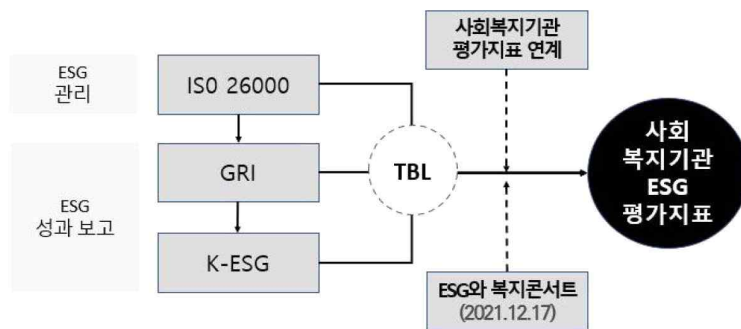 ESG
관리
ESG
성과 보고
IS0 26000
GRI
K-ESG
TBL
사회복지기관
평가지표 연계
ESG와 복지콘서트
(2021.12.17)
사회
복지기관
ESG
평가지표